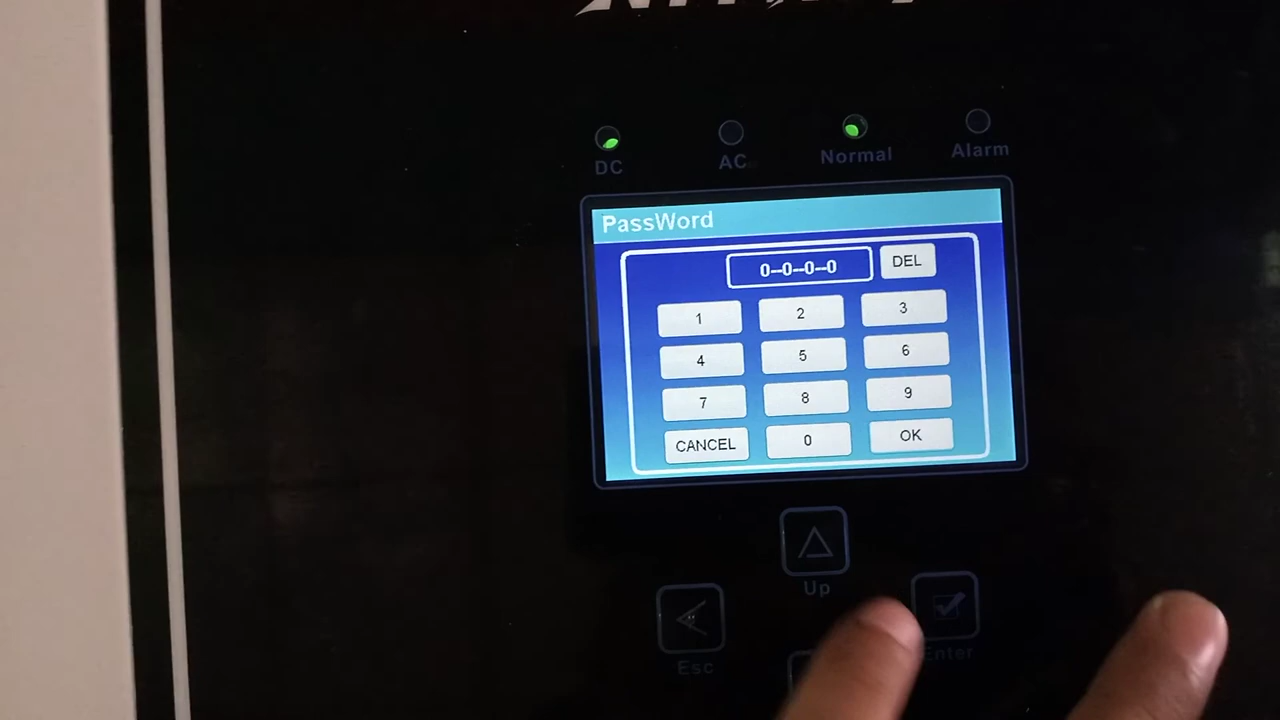 DC AC Normal Alarm
PassWord
0--0--0--0 DEL
1 2 3
4 5 6
7 8 9
CANCEL 0 OK
Up
Esc Enter